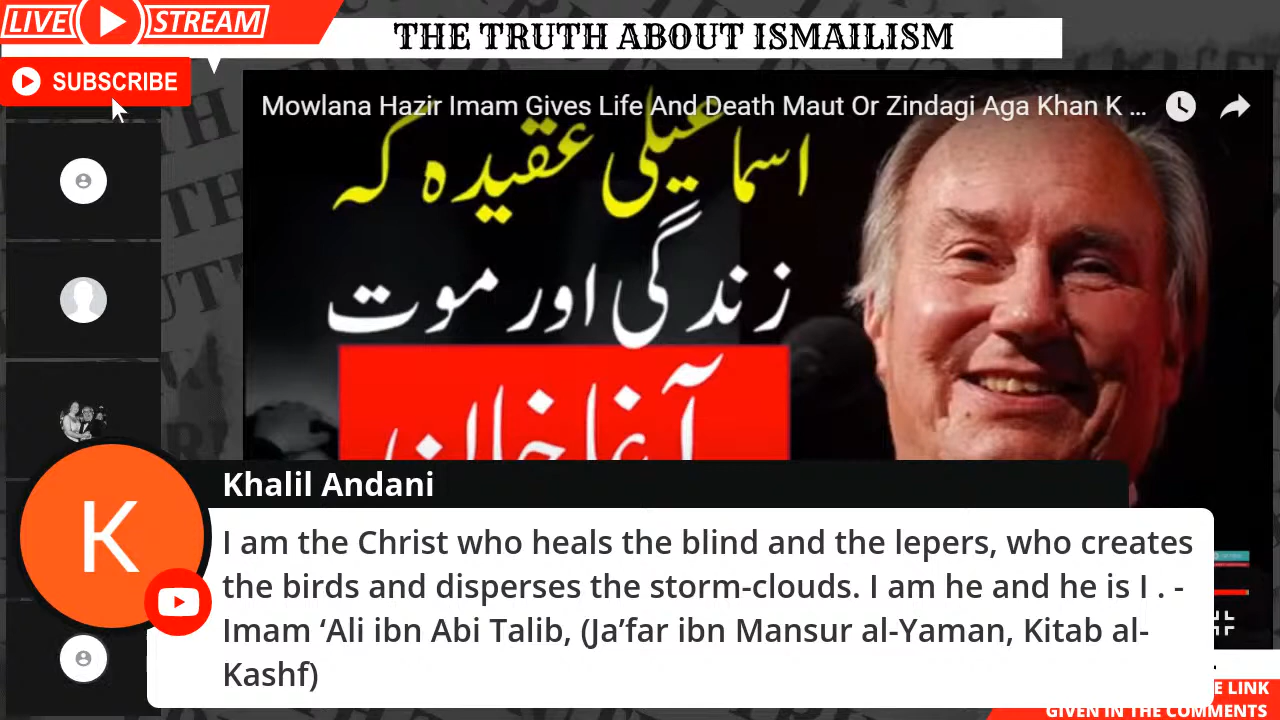 LIVE STREAM
THE TRUTH ABOUT ISMAILISM
SUBSCRIBE
Mowlana Hazir Imam Gives Life And Death Maut Or Zindagi Aga Khan K ...
اسماعیلی عقیدہ کہ
زندگی اور موت
آغا خان
Khalil Andani
K
I am the Christ who heals the blind and the lepers, who creates
the birds and disperses the storm-clouds. I am he and he is I . -
Imam ‘Ali ibn Abi Talib, (Ja’far ibn Mansur al-Yaman, Kitab al-
Kashf)
LINK
GIVEN IN THE COMMENTS